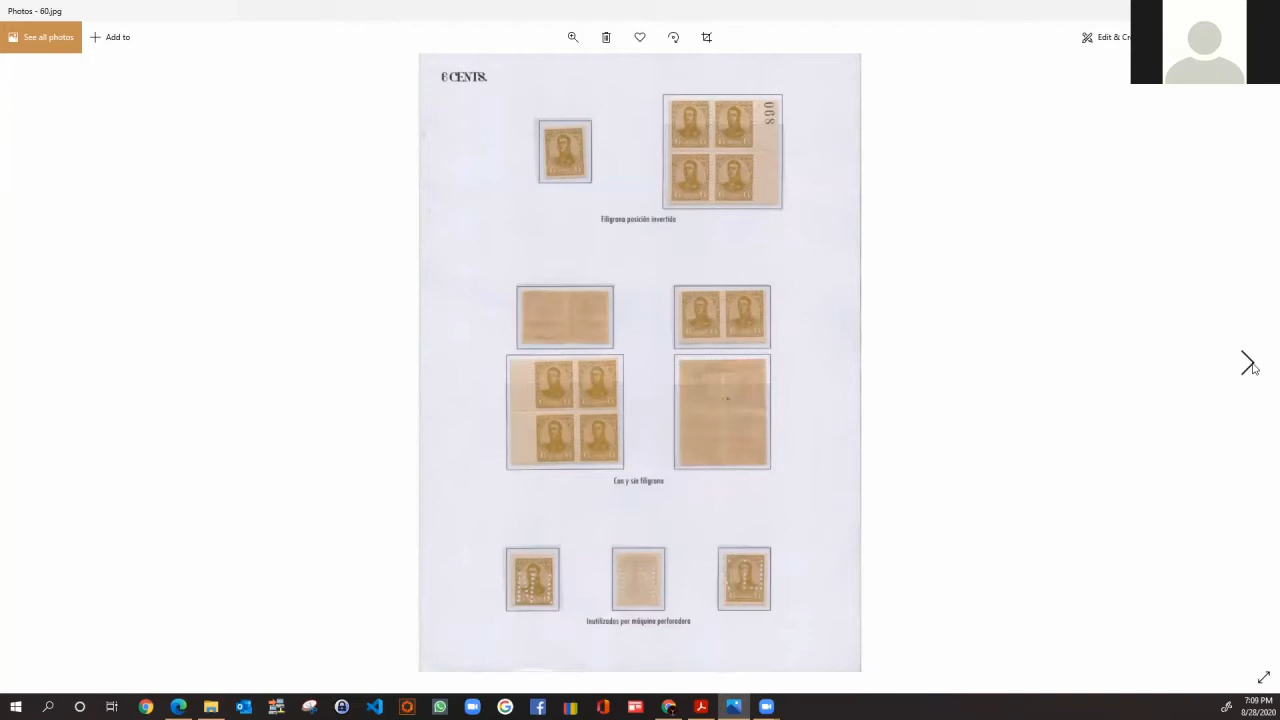 Photos - 60.jpg
See all photos
Add to
Edit & Cr
6 CENTS.
068
Filigrana posición invertida
Con y sin filigrana
Inutilizados por máquina perforadora
7:09 PM
8/28/2020